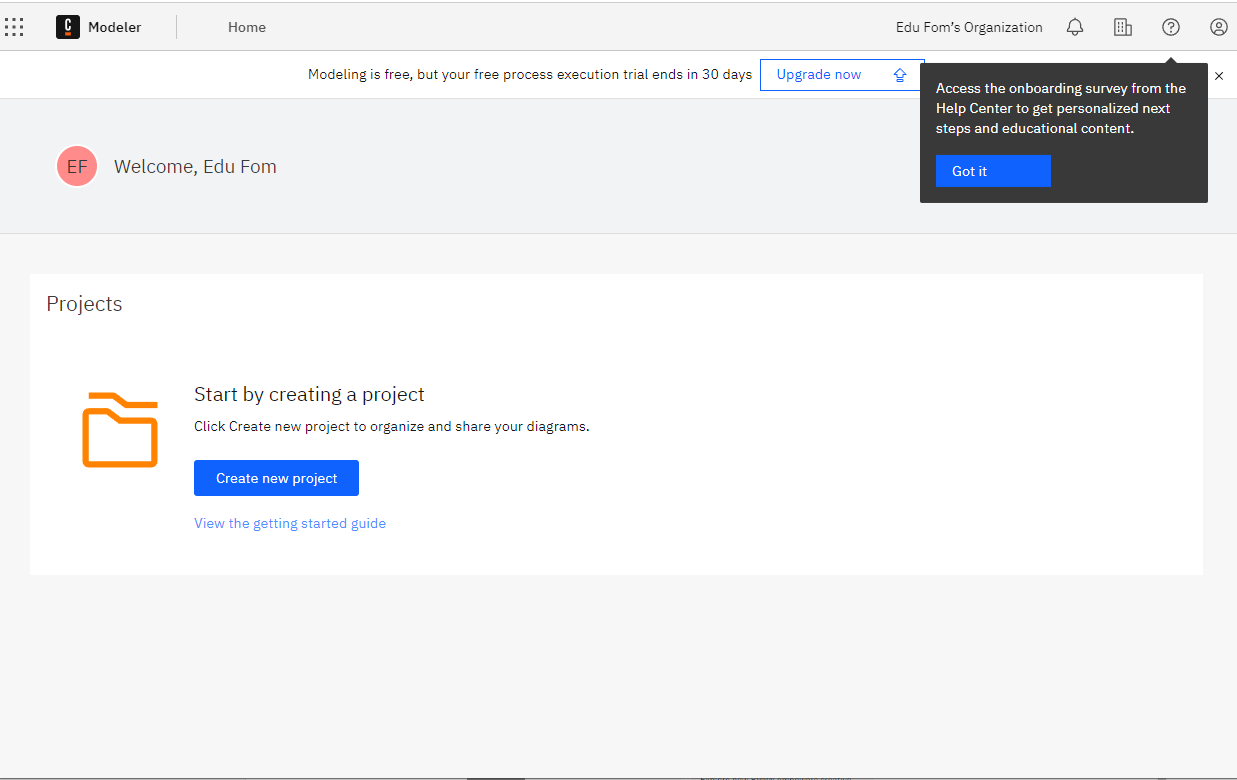 C Modeler Home Edu Fom's Organization
Modeling is free, but your free process execution trial ends in 30 days Upgrade now
Access the onboarding survey from the
Help Center to get personalized next
steps and educational content.
Got it
EF Welcome, Edu Fom
Projects
Start by creating a project
Click Create new project to organize and share your diagrams.
Create new project
View the getting started guide